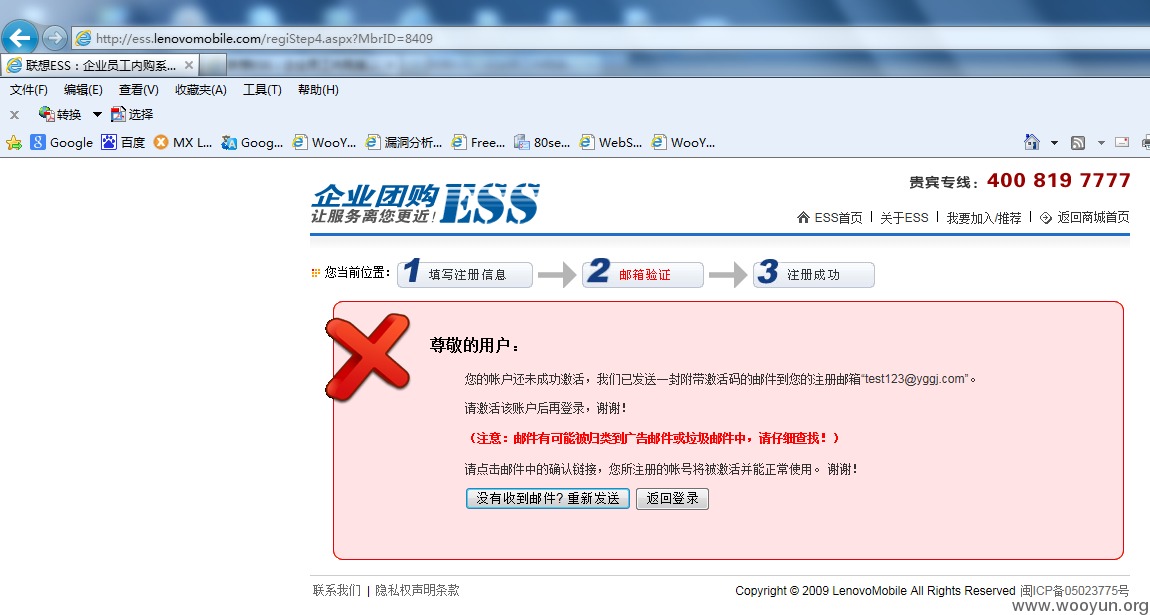 http://ess.lenovomobile.com/regiStep4.aspx?MbrID=8409
联想ESS：企业员工内购系...
文件(F) 编辑(E) 查看(V) 收藏夹(A) 工具(T) 帮助(H)
转换 选择
Google 百度 MX L... Goog... WooY... 漏洞分析... Free... 80se... WebS... WooY...
企业团购 ESS
让服务离您更近！
贵宾专线：400 819 7777
ESS首页 | 关于ESS | 我要加入/推荐 | 返回商城首页
您当前位置： 1 填写注册信息 2 邮箱验证 3 注册成功
尊敬的用户：
您的帐户还未成功激活，我们已发送一封附带激活码的邮件到您的注册邮箱“test123@yggj.com”。
请激活该账户后再登录，谢谢！
（注意：邮件有可能被归类到广告邮件或垃圾邮件中，请仔细查找！）
请点击邮件中的确认链接，您所注册的帐号将被激活并能正常使用。 谢谢！
没有收到邮件？重新发送 返回登录
联系我们 | 隐私权声明条款
Copyright © 2009 LenovoMobile All Rights Reserved 闽ICP备05023775号
www.wooyun.org